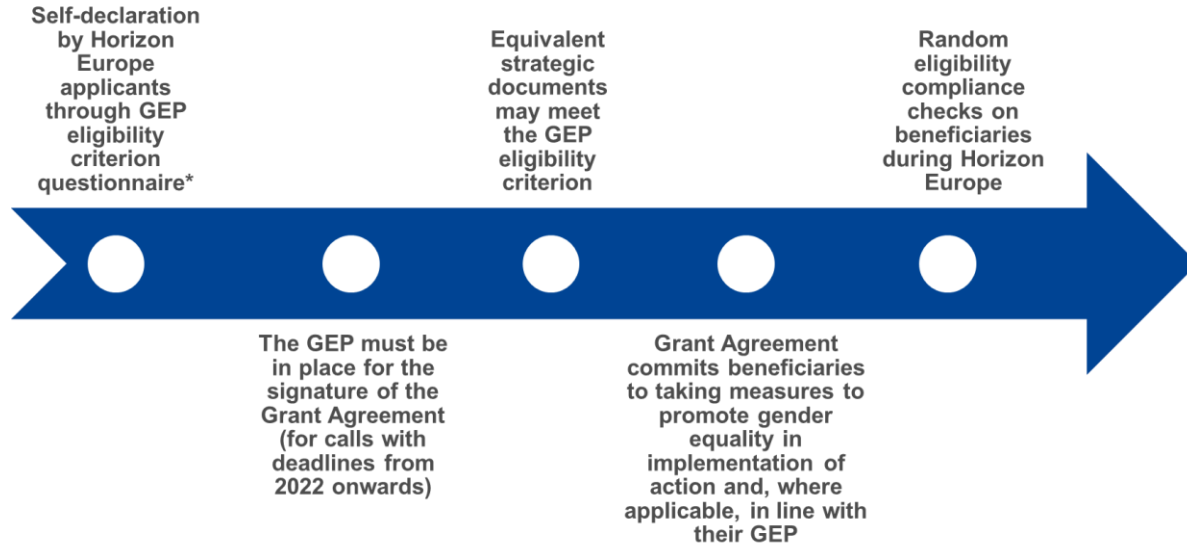 Self-declaration
by Horizon
Europe
applicants
through GEP
eligibility
criterion
questionnaire*
The GEP must be
in place for the
signature of the
Grant Agreement
(for calls with
deadlines from
2022 onwards)
Equivalent
strategic
documents
may meet
the GEP
eligibility
criterion
Grant Agreement
commits beneficiaries
to taking measures to
promote gender
equality in
implementation of
action and, where
applicable, in line with
their GEP
Random
eligibility
compliance
checks on
beneficiaries
during Horizon
Europe